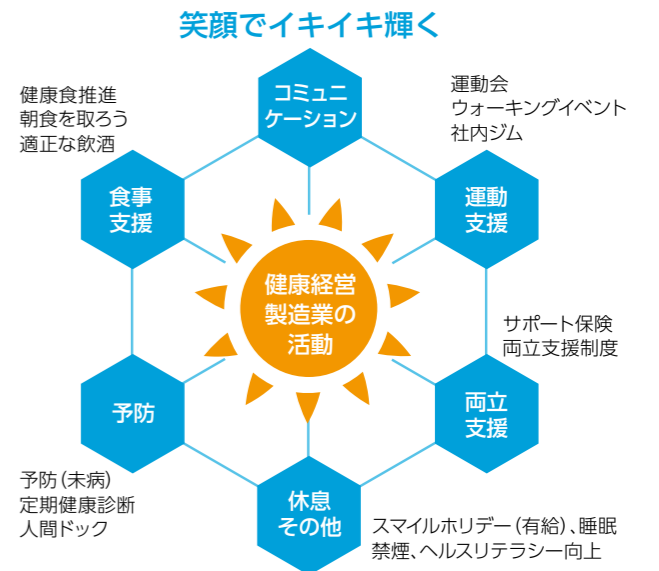 笑顔でイキイキ輝く
コミュニ
ケーション
健康食推進
朝食を取ろう
適正な飲酒
運動会
ウォーキングイベント
社内ジム
食事
支援
運動
支援
健康経営
製造業の
活動
サポート保険
両立支援制度
予防
両立
支援
予防（未病）
定期健康診断
人間ドック
休息
その他
スマイルホリデー（有給）、睡眠
禁煙、ヘルスリテラシー向上